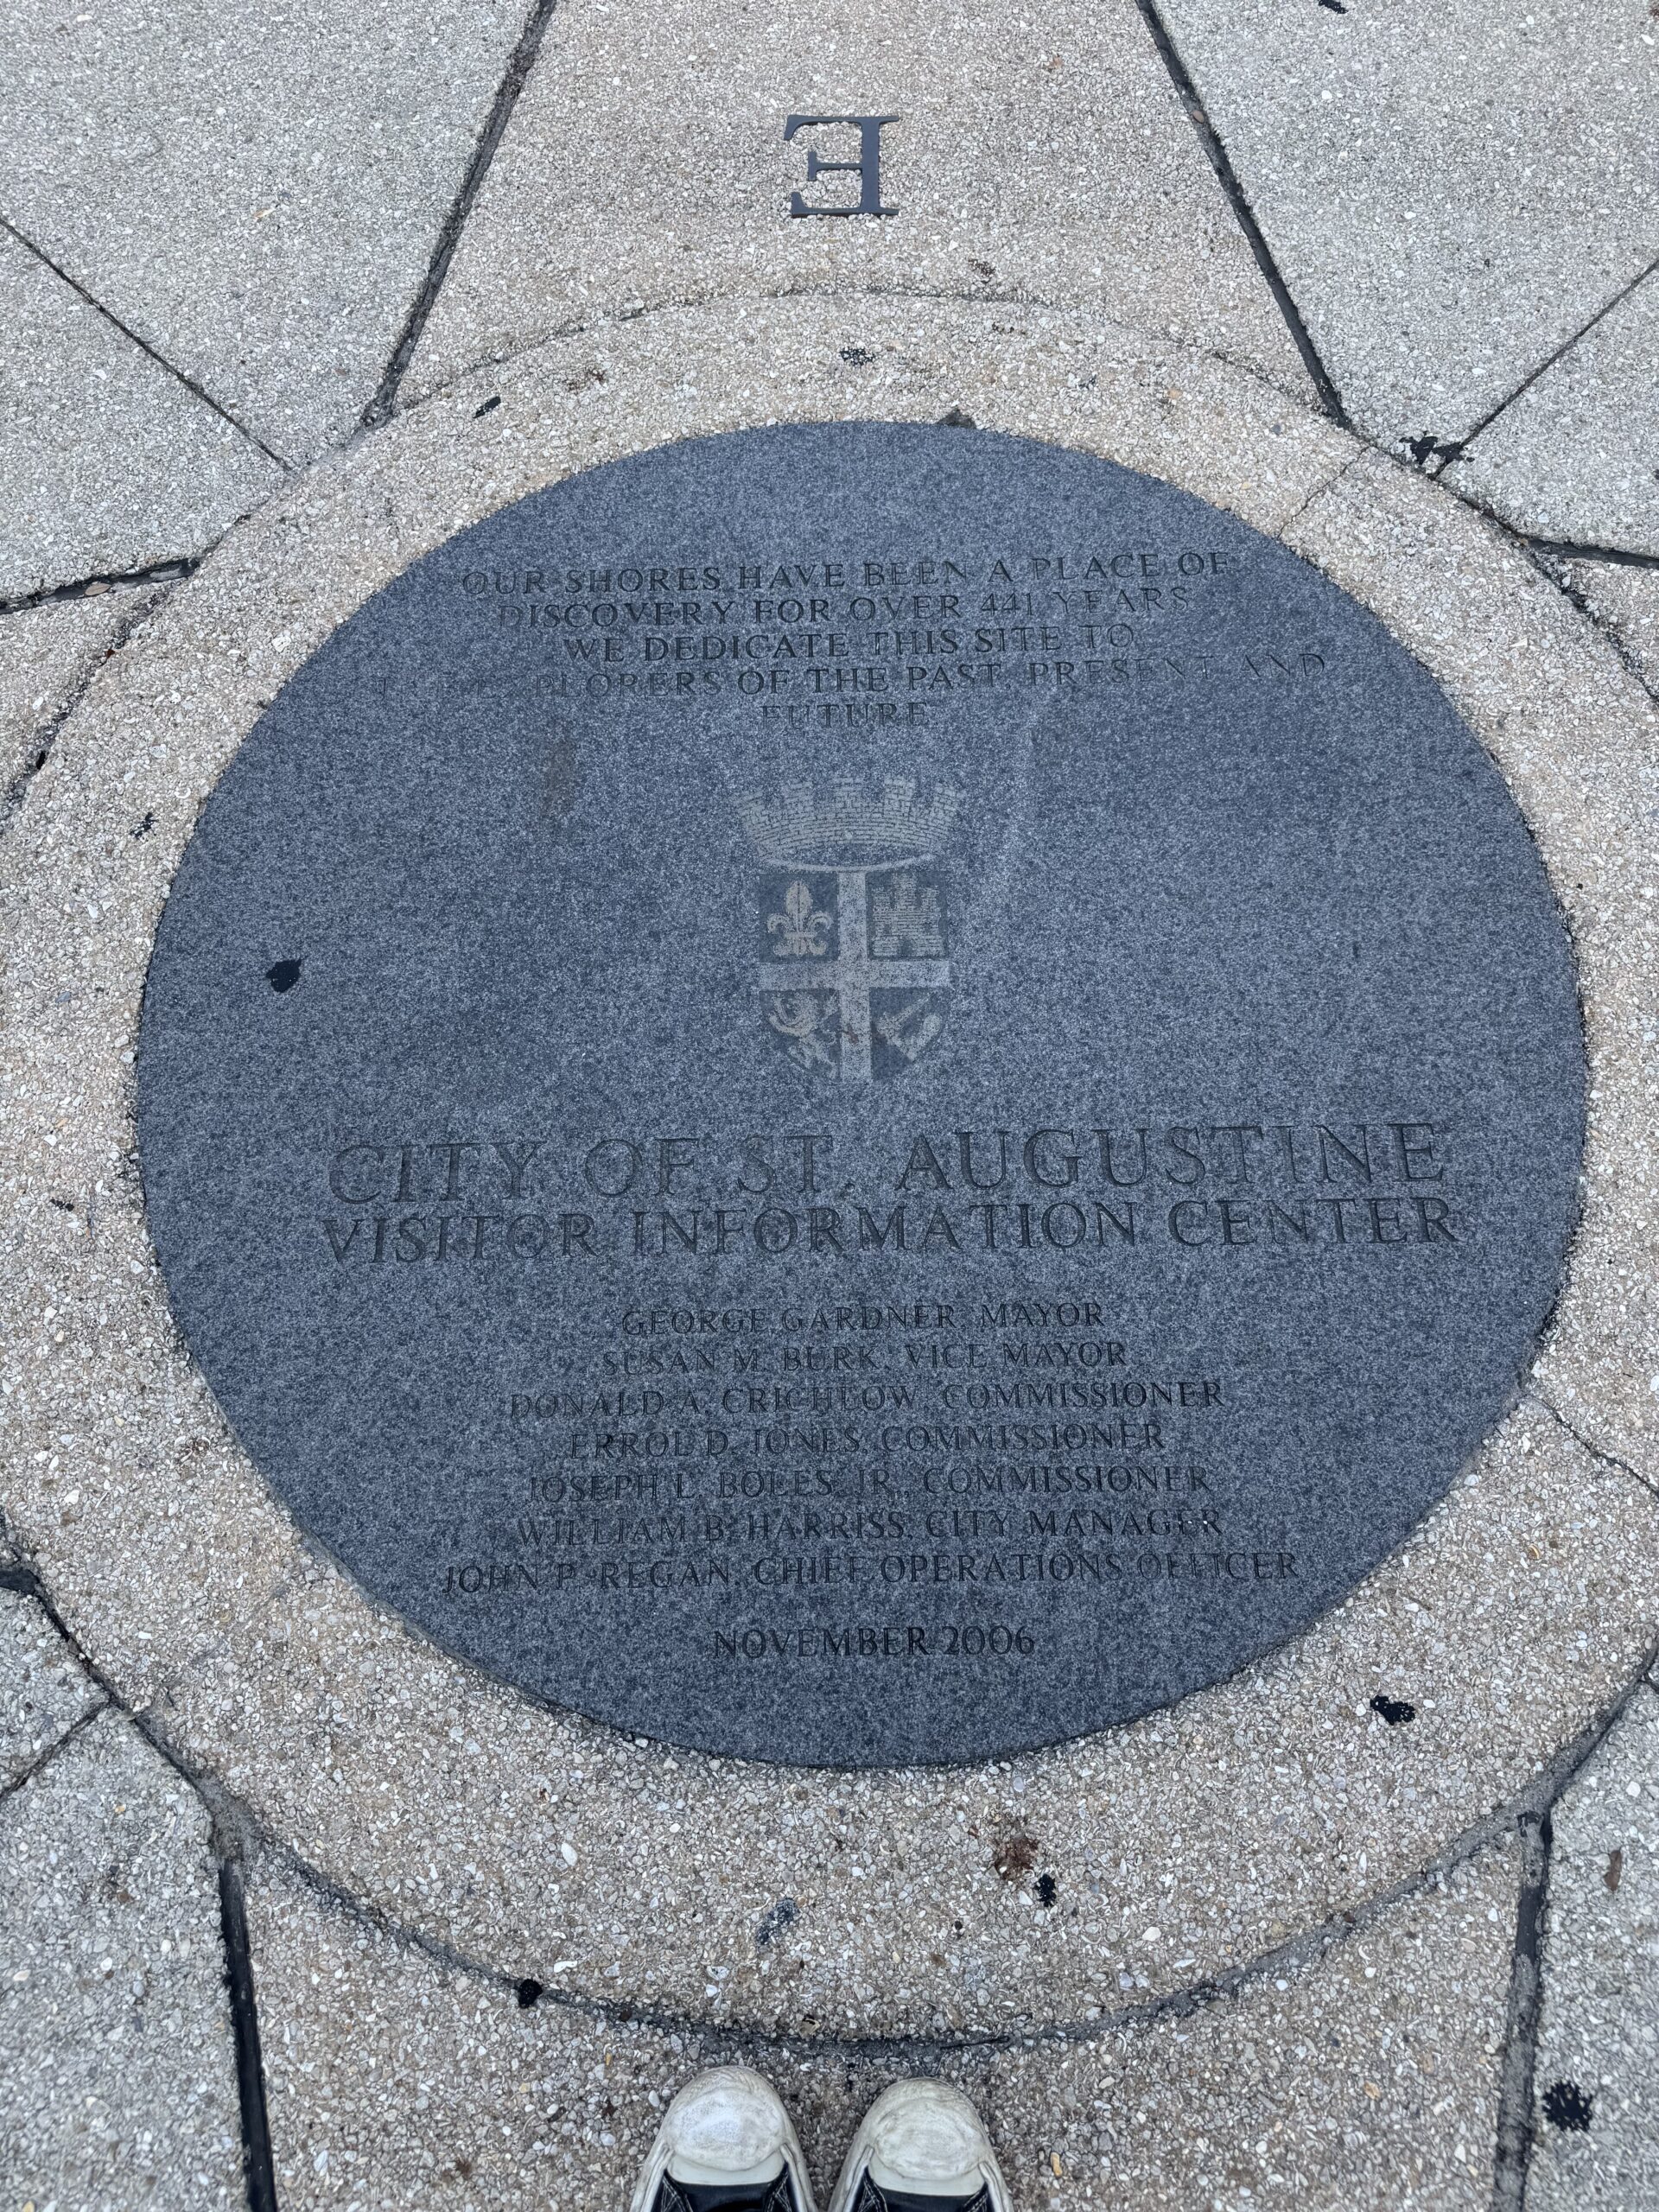 E
OUR SHORES HAVE BEEN A PLACE OF
DISCOVERY FOR OVER 441 YEARS
WE DEDICATE THIS SITE TO
OF THE PAST, PRESENT AND
FUTURE
CITY OF ST. AUGUSTINE
VISITOR INFORMATION CENTER
GEORGE GARDNER, MAYOR
SUSAN M. BURK, VICE MAYOR
DONALD A. CRICHLOW, COMMISSIONER
ERROL D. JONES, COMMISSIONER
JOSEPH L. BOLES, JR., COMMISSIONER
WILLIAM B. HARRISS, CITY MANAGER
JOHN P. REGAN, CHIEF OPERATIONS OFFICER
NOVEMBER 2006